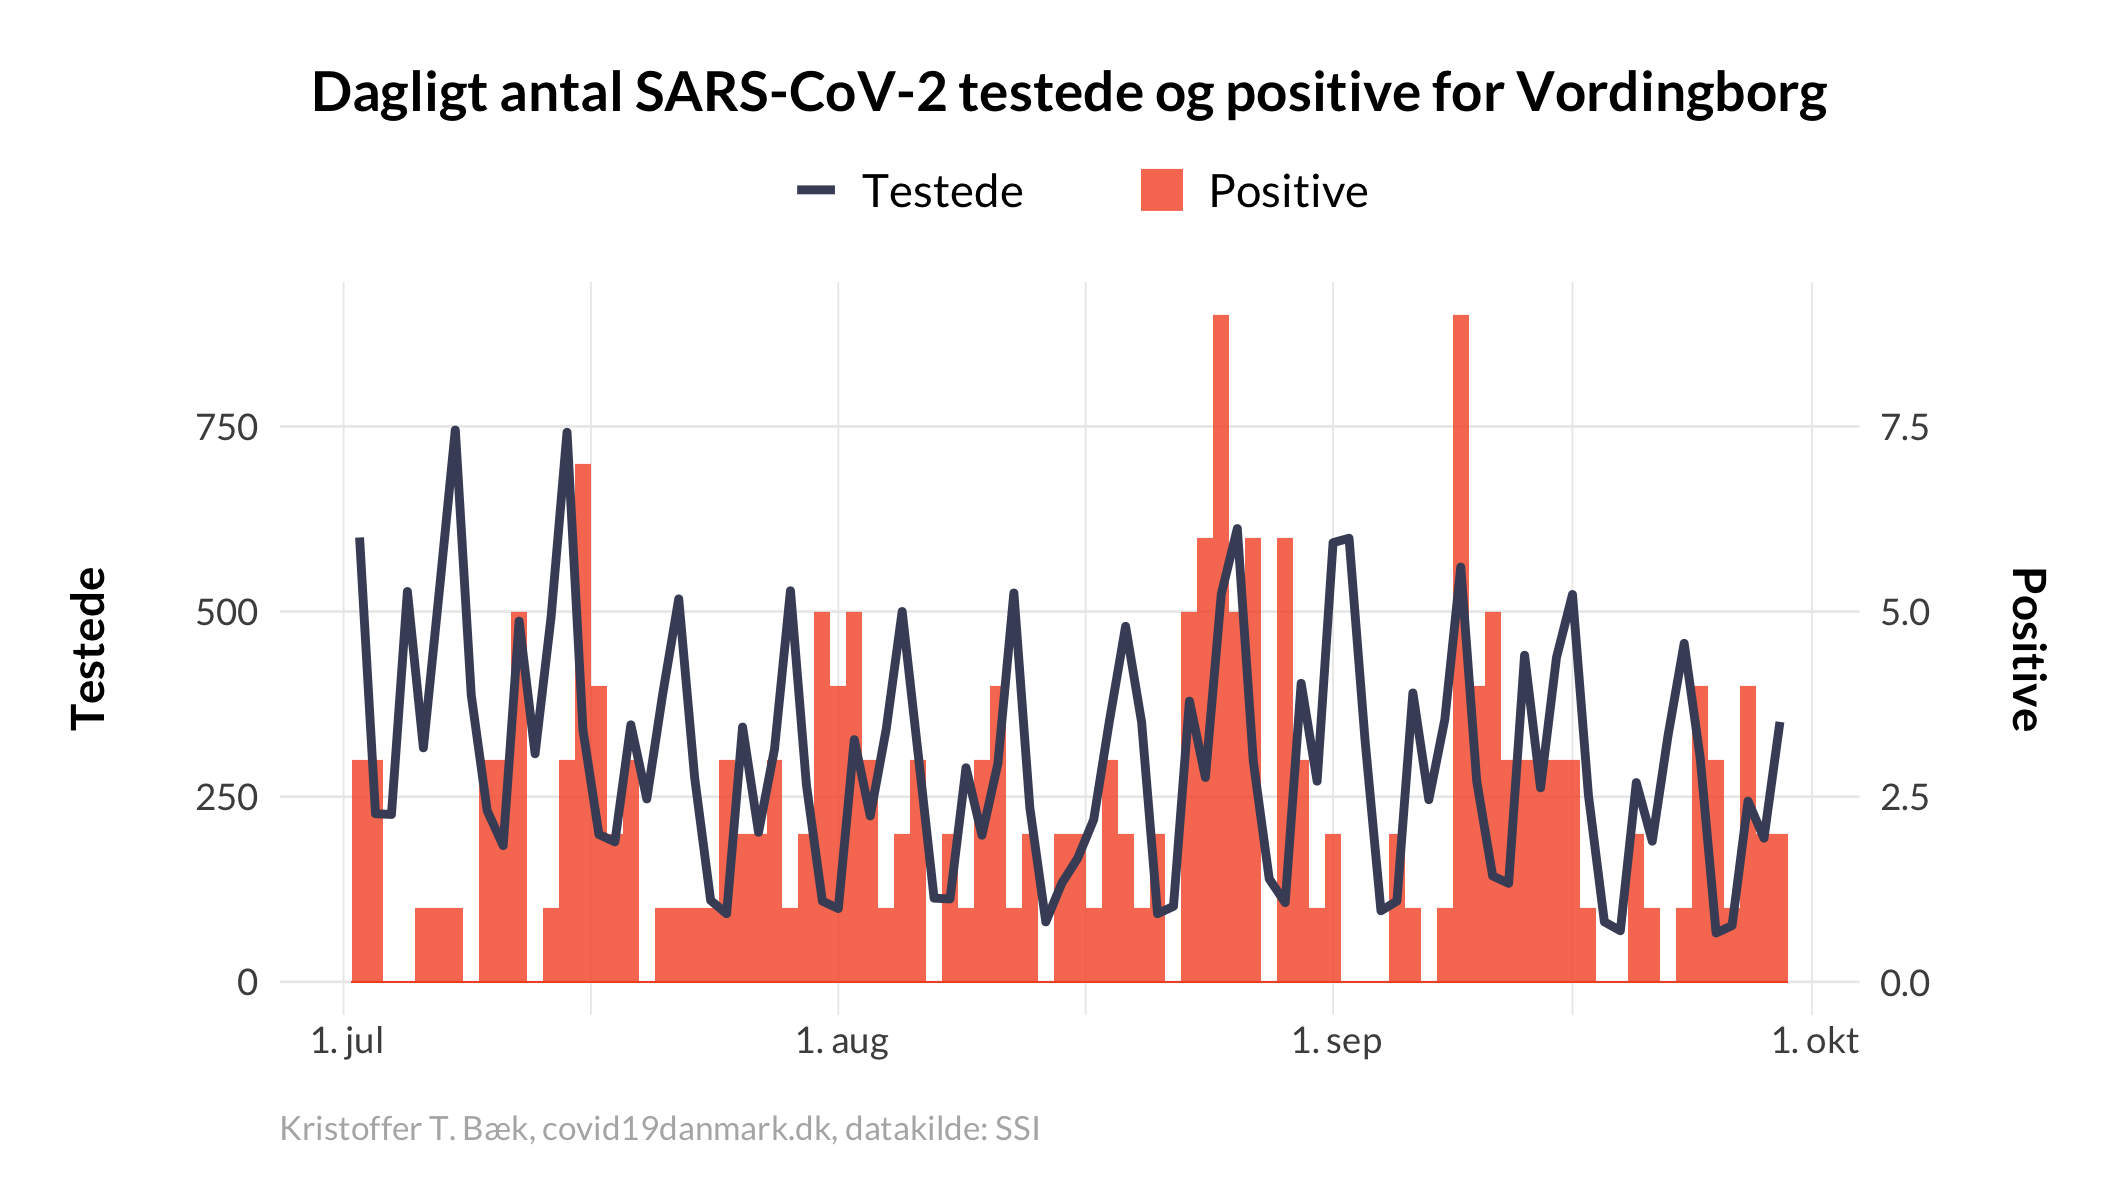 Dagligt antal SARS-CoV-2 testede og positive for Vordingborg
Testede
Positive
Testede
750
500
250
0
7.5
5.0
2.5
0.0
Positive
1. jul
1. aug
1. sep
1. okt
Kristoffer T. Bæk, covid19danmark.dk, datakilde: SSI